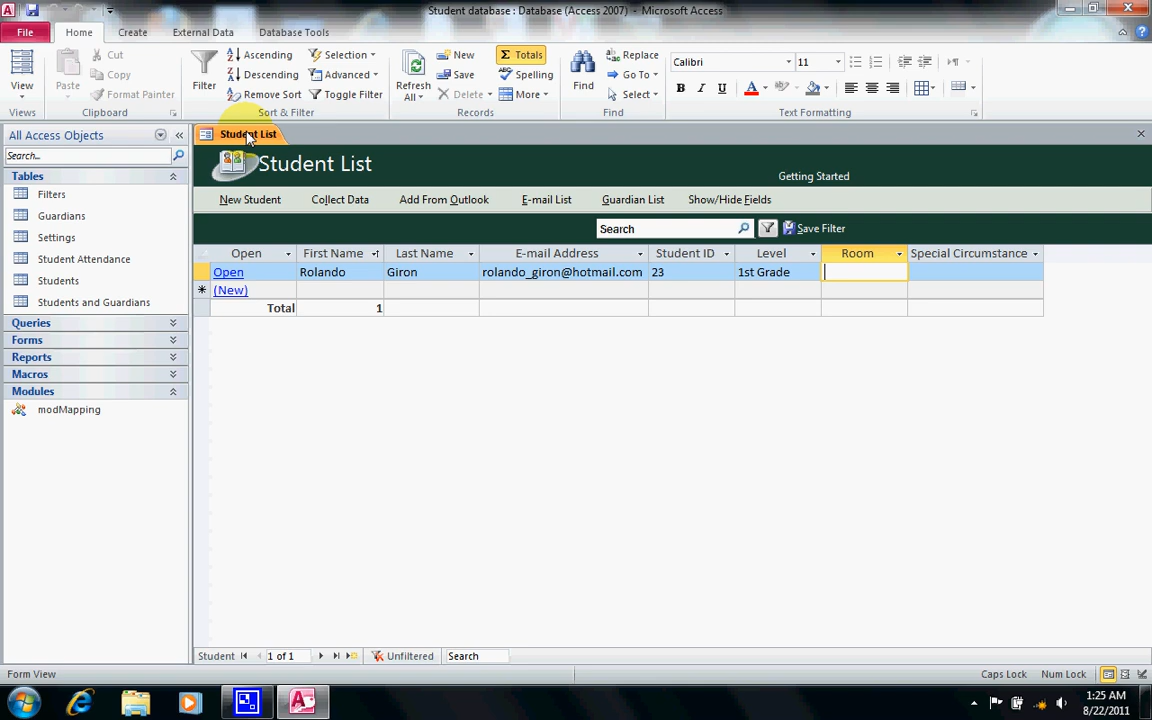 Student database : Database (Access 2007) - Microsoft Access
File Home Create External Data Database Tools
View Paste Cut Copy Format Painter Filter Ascending Descending Remove Sort Selection Advanced Toggle Filter Refresh All New Save Delete Totals Spelling More Find Replace Go To Select Calibri 11 B I U A
Views Clipboard Sort & Filter Records Find Text Formatting
All Access Objects
Search...
Tables
Filters
Guardians
Settings
Student Attendance
Students
Students and Guardians
Queries
Forms
Reports
Macros
Modules
modMapping
Student List
Student List
Getting Started
New Student Collect Data Add From Outlook E-mail List Guardian List Show/Hide Fields
Search Save Filter
Open First Name Last Name E-mail Address Student ID Level Room Special Circumstance
Open Rolando Giron rolando_giron@hotmail.com 23 1st Grade
(New)
Total 1
Student 1 of 1 Unfiltered Search
Form View Caps Lock Num Lock
1:25 AM
8/22/2011